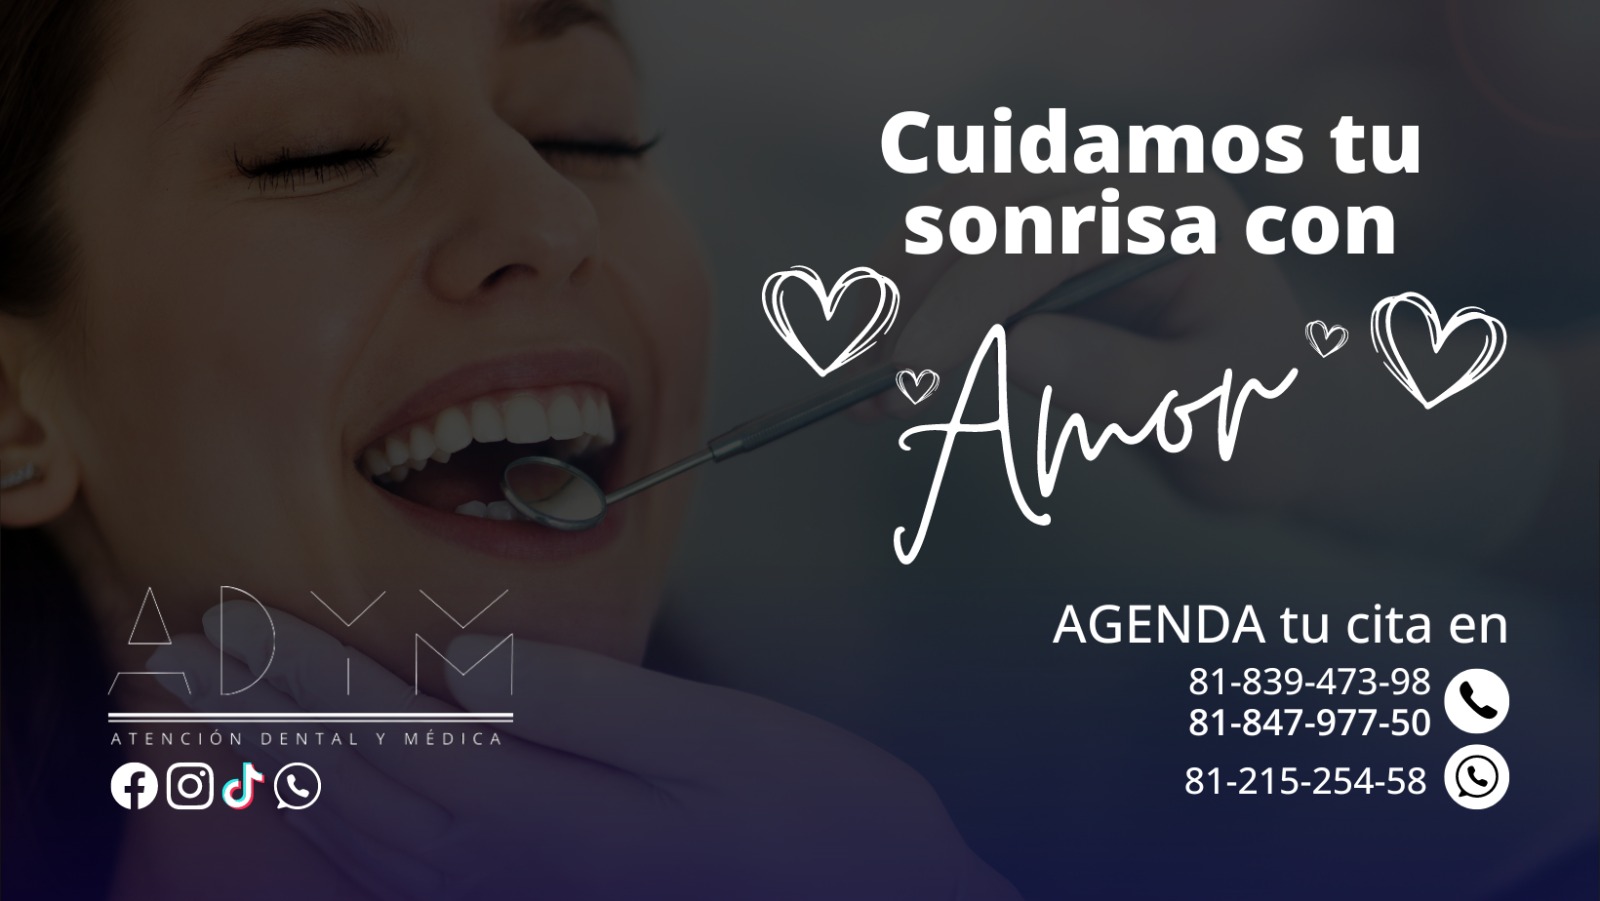 Cuidamos tu
sonrisa con
Amor
AGENDA tu cita en
81-839-473-98
81-847-977-50
81-215-254-58
ADYM
ATENCIÓN DENTAL Y MÉDICA